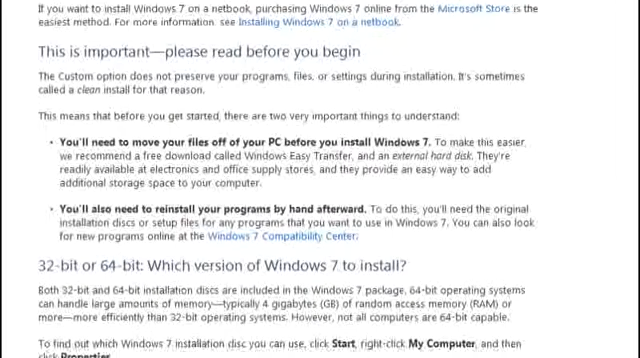 If you want to install Windows 7 on a netbook, purchasing Windows 7 online from the Microsoft Store is the
easiest method. For more information, see Installing Windows 7 on a netbook.
This is important—please read before you begin
The Custom option does not preserve your programs, files, or settings during installation. It's sometimes
called a clean install for that reason.
This means that before you get started, there are two very important things to understand:
• You'll need to move your files off of your PC before you install Windows 7. To make this easier,
we recommend a free download called Windows Easy Transfer, and an external hard disk. They're
readily available at electronics and office supply stores, and they provide an easy way to add
additional storage space to your computer.
• You'll also need to reinstall your programs by hand afterward. To do this, you'll need the original
installation discs or setup files for any programs that you want to use in Windows 7. You can also look
for new programs online at the Windows 7 Compatibility Center.
32-bit or 64-bit: Which version of Windows 7 to install?
Both 32-bit and 64-bit installation discs are included in the Windows 7 package. 64-bit operating systems
can handle large amounts of memory—typically 4 gigabytes (GB) of random access memory (RAM) or
more—more efficiently than 32-bit operating systems. However, not all computers are 64-bit capable.
To find out which Windows 7 installation disc you can use, click Start, right-click My Computer, and then
click Properties